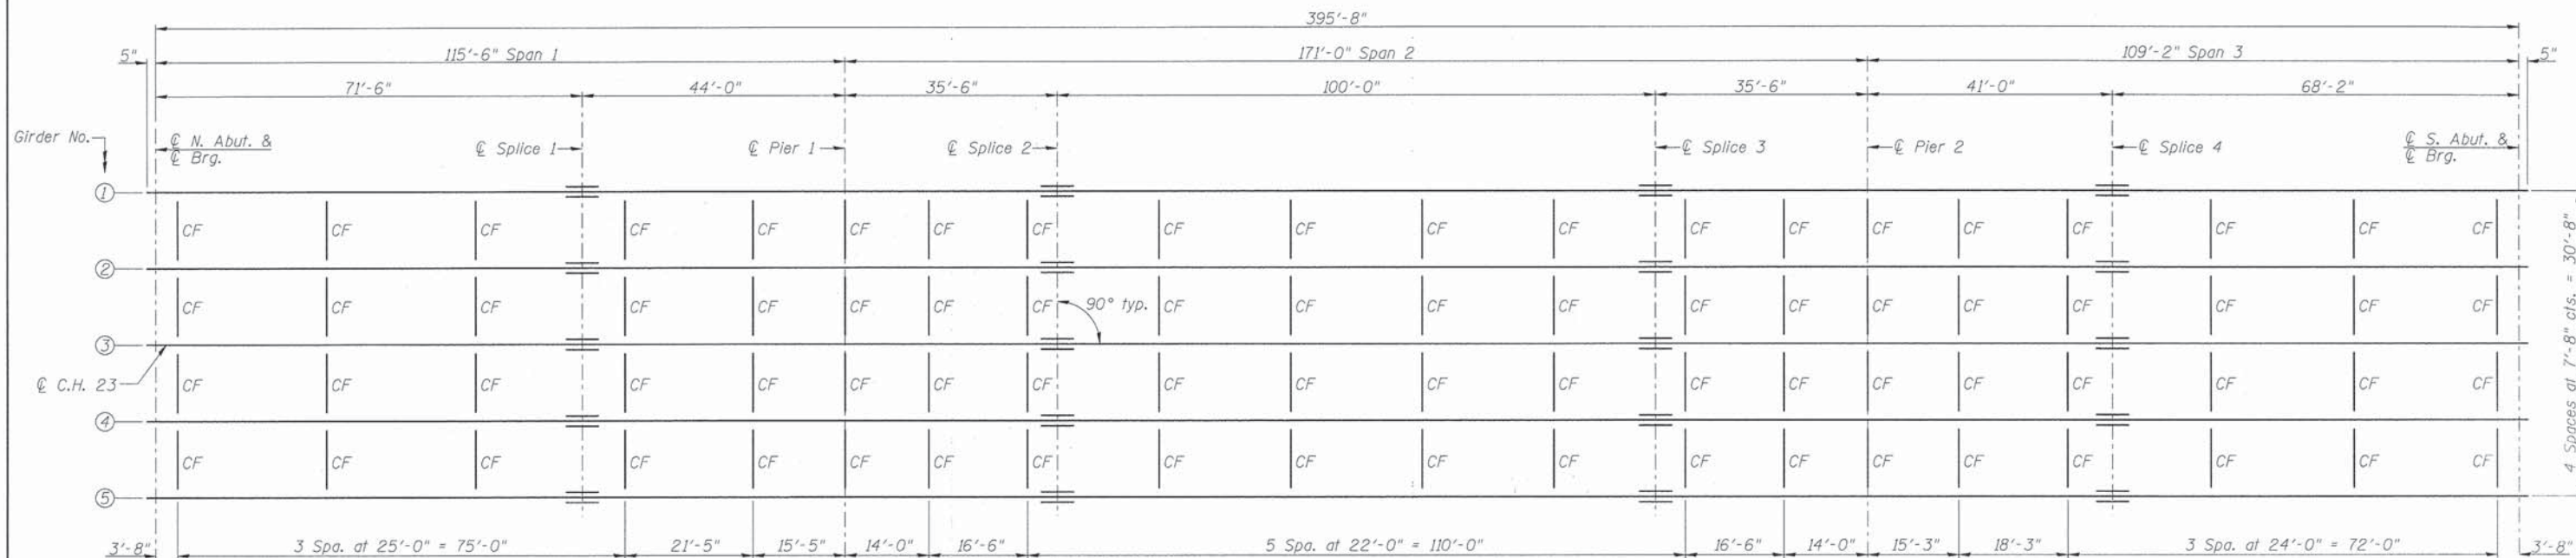 395'-8"
5" 115'-6" Span 1 171'-0" Span 2 109'-2" Span 3 5"
71'-6" 44'-0" 35'-6" 100'-0" 35'-6" 41'-0" 68'-2"
Girder No. ℄ N. Abut. & ℄ Splice 1 ℄ Pier 1 ℄ Splice 2 ℄ Splice 3 ℄ Pier 2 ℄ Splice 4 ℄ S. Abut. &
℄ Brg. ℄ Brg.
1
CF CF CF CF CF CF CF CF CF CF CF CF CF CF CF CF CF CF CF CF
2
CF CF CF CF CF CF CF CF 90° typ. CF CF CF CF CF CF CF CF CF CF CF CF
3
℄ C.H. 23 CF CF CF CF CF CF CF CF CF CF CF CF CF CF CF CF CF CF CF CF
4
CF CF CF CF CF CF CF CF CF CF CF CF CF CF CF CF CF CF CF CF
5
4 Spaces at 7'-8" cts. = 30'-8"
3'-8" 3 Spa. at 25'-0" = 75'-0" 21'-5" 15'-5" 14'-0" 16'-6" 5 Spa. at 22'-0" = 110'-0" 16'-6" 14'-0" 15'-3" 18'-3" 3 Spa. at 24'-0" = 72'-0" 3'-8"